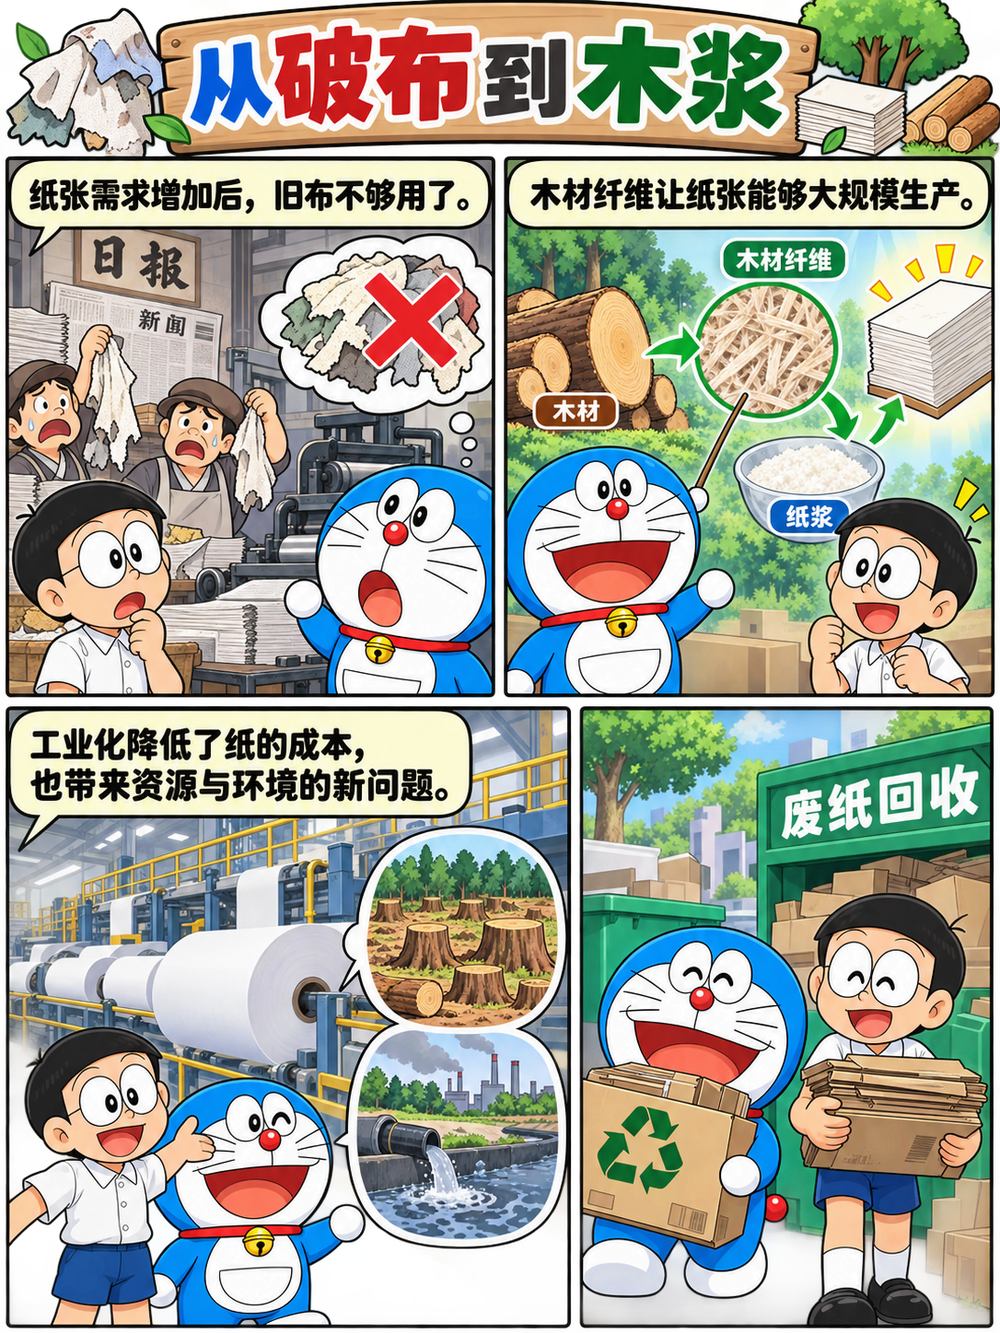 从破布到木浆
纸张需求增加后，旧布不够用了。
日报
新闻
木材纤维让纸张能够大规模生产。
木材纤维
木材
纸浆
工业化降低了纸的成本，
也带来资源与环境的新问题。
废纸回收